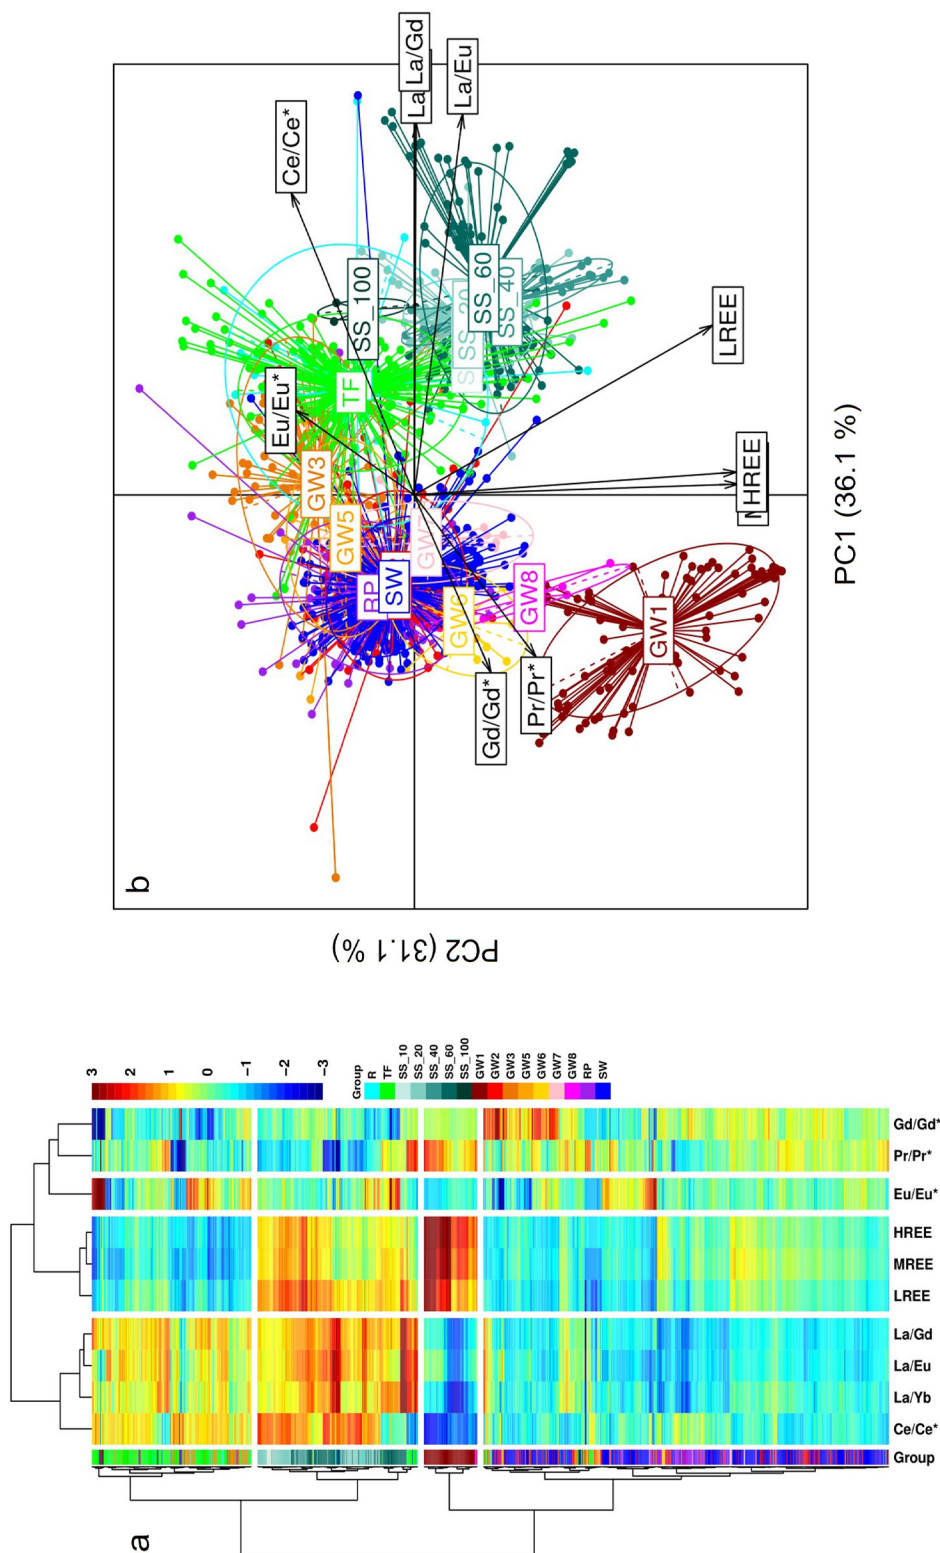 a
3
2
1
0
−1
−2
−3
Group
R
TF
SS_10
SS_20
SS_40
SS_60
SS_100
GW1
GW2
GW3
GW5
GW6
GW7
GW8
RP
SW
Gd/Gd*
Pr/Pr*
Eu/Eu*
HREE
MREE
LREE
La/Gd
La/Eu
La/Yb
Ce/Ce*
Group
b
PC2 (31.1 %)
PC1 (36.1 %)
La/Gd
La/Eu
Ce/Ce*
SS_100
SS_60
SS_40
LREE
TF
Eu/Eu*
GW3
GW5
HREE
RP
SW
GW6
GW8
GW1
Gd/Gd*
Pr/Pr*